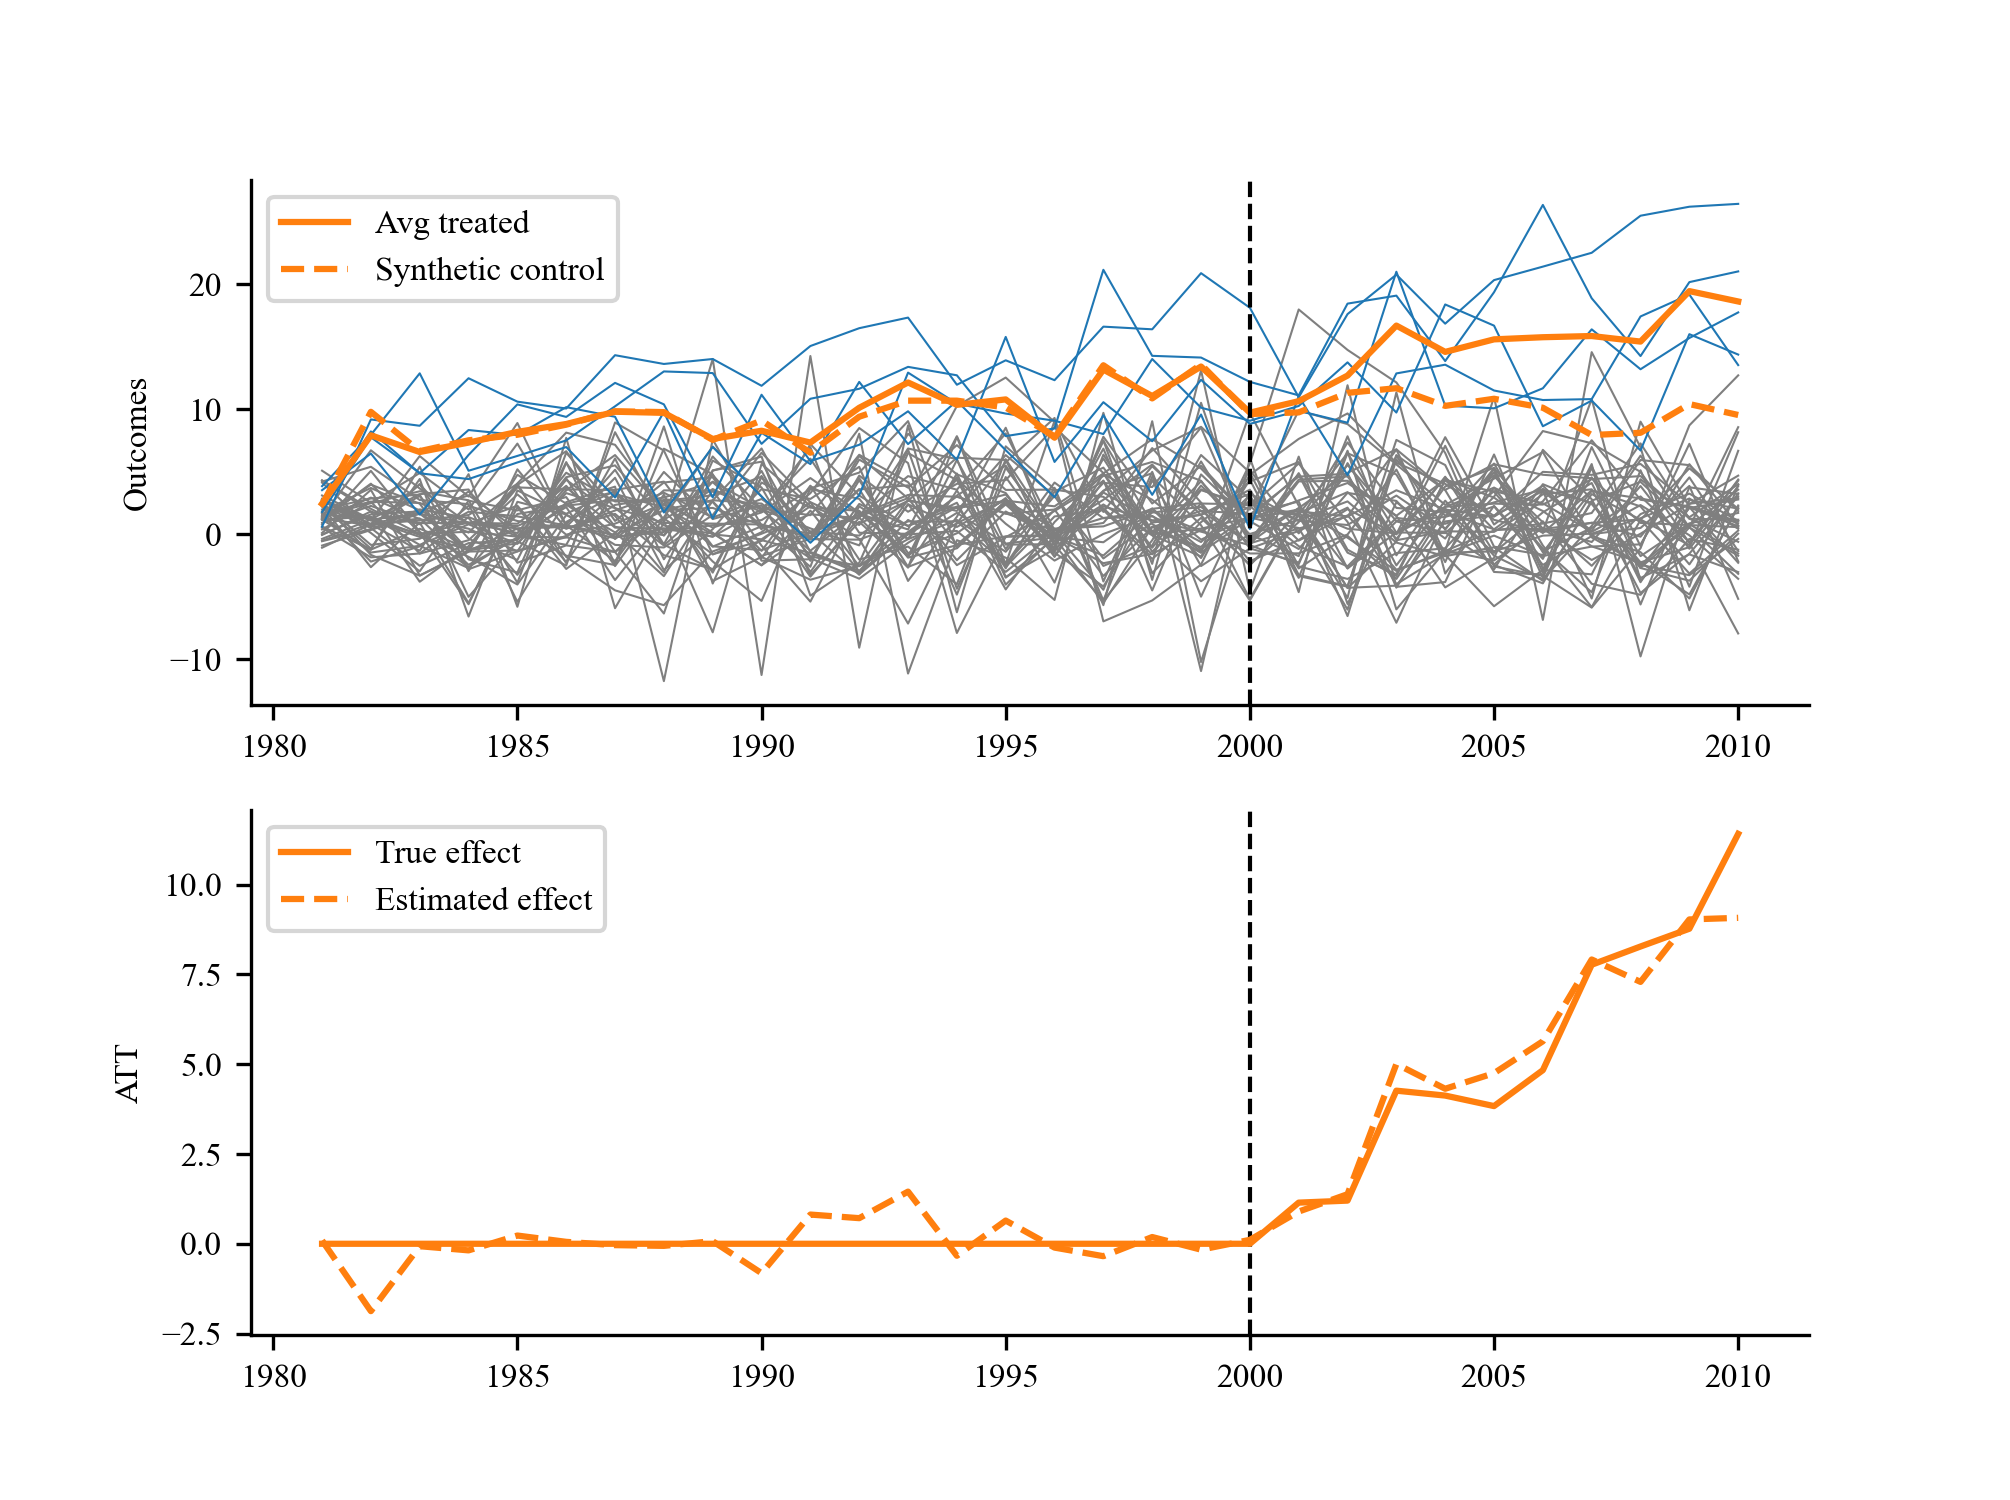 Avg treated
Synthetic control
Outcomes
20
10
0
−10
1980 1985 1990 1995 2000 2005 2010
True effect
Estimated effect
ATT
10.0
7.5
5.0
2.5
0.0
−2.5
1980 1985 1990 1995 2000 2005 2010